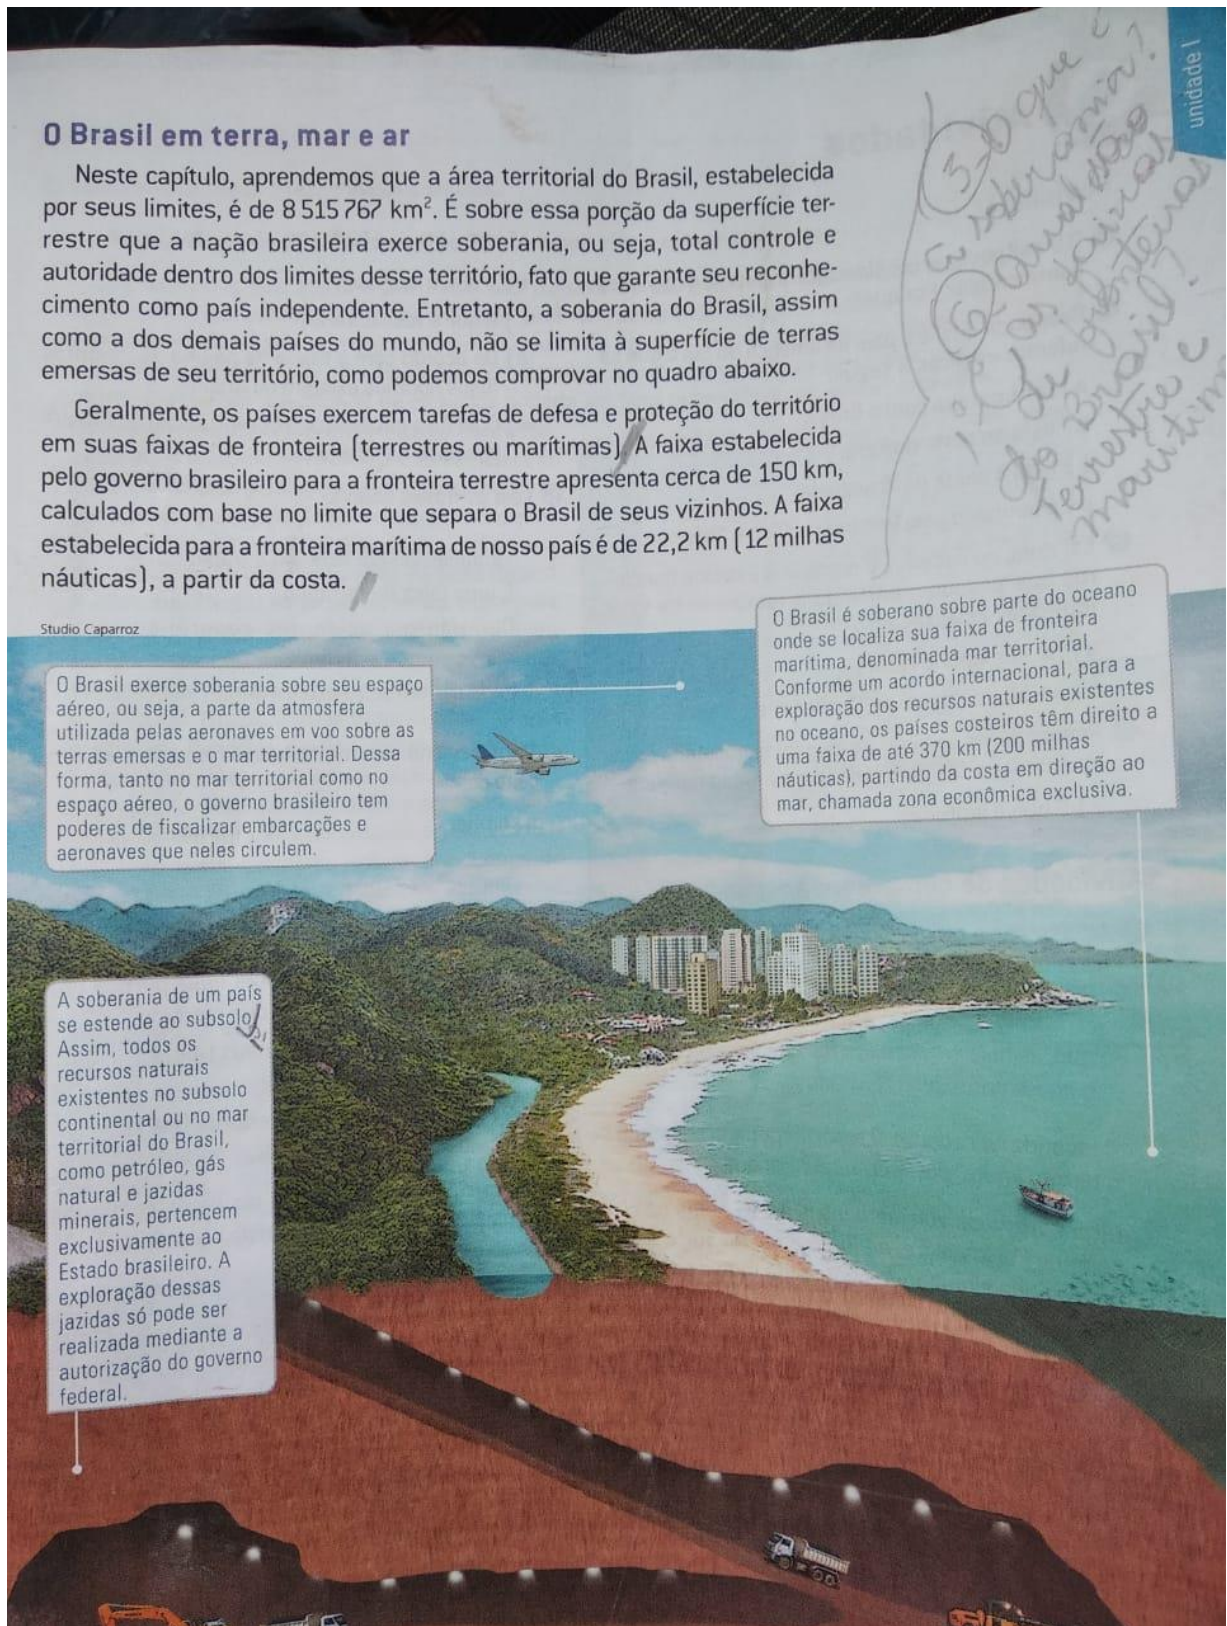 unidade I
O Brasil em terra, mar e ar
Neste capítulo, aprendemos que a área territorial do Brasil, estabelecida
por seus limites, é de 8 515 767 km². É sobre essa porção da superfície ter-
restre que a nação brasileira exerce soberania, ou seja, total controle e
autoridade dentro dos limites desse território, fato que garante seu reconhe-
cimento como país independente. Entretanto, a soberania do Brasil, assim
como a dos demais países do mundo, não se limita à superfície de terras
emersas de seu território, como podemos comprovar no quadro abaixo.
Geralmente, os países exercem tarefas de defesa e proteção do território
em suas faixas de fronteira (terrestres ou marítimas). A faixa estabelecida
pelo governo brasileiro para a fronteira terrestre apresenta cerca de 150 km,
calculados com base no limite que separa o Brasil de seus vizinhos. A faixa
estabelecida para a fronteira marítima de nosso país é de 22,2 km (12 milhas
náuticas), a partir da costa.
5- O que é
a soberania?
6 Qual são
as faixas
de fronteiras
do Brasil?
Terrestre e
maritim
Studio Caparroz
O Brasil exerce soberania sobre seu espaço
aéreo, ou seja, a parte da atmosfera
utilizada pelas aeronaves em voo sobre as
terras emersas e o mar territorial. Dessa
forma, tanto no mar territorial como no
espaço aéreo, o governo brasileiro tem
poderes de fiscalizar embarcações e
aeronaves que neles circulem.
O Brasil é soberano sobre parte do oceano
onde se localiza sua faixa de fronteira
marítima, denominada mar territorial.
Conforme um acordo internacional, para a
exploração dos recursos naturais existentes
no oceano, os países costeiros têm direito a
uma faixa de até 370 km (200 milhas
náuticas), partindo da costa em direção ao
mar, chamada zona econômica exclusiva.
A soberania de um país
se estende ao subsolo.
Assim, todos os
recursos naturais
existentes no subsolo
continental ou no mar
territorial do Brasil,
como petróleo, gás
natural e jazidas
minerais, pertencem
exclusivamente ao
Estado brasileiro. A
exploração dessas
jazidas só pode ser
realizada mediante a
autorização do governo
federal.